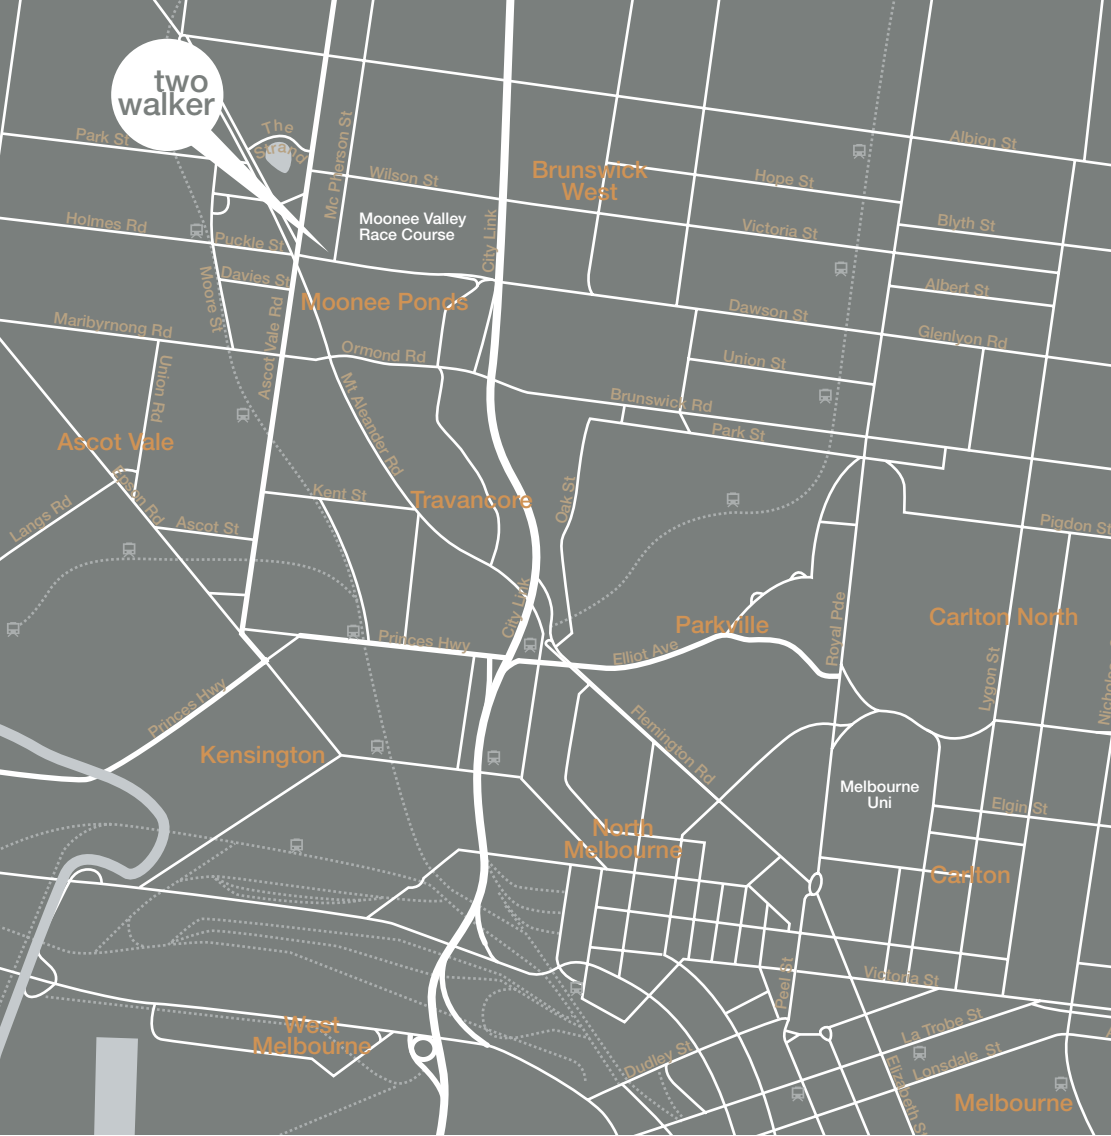 two
walker
The
Strand
Park St
Mc Pherson St
Wilson St
Albion St
Brunswick
West
Hope St
Holmes Rd
Puckle St
Moonee Valley
Race Course
City Link
Victoria St
Blyth St
Davies St
Moore St
Moonee Ponds
Albert St
Maribyrnong Rd
Ascot Vale Rd
Dawson St
Glenlyon Rd
Union Rd
Ormond Rd
Union St
Mt Aleander Rd
Brunswick Rd
Park St
Ascot Vale
Epson Rd
Langs Rd
Ascot St
Kent St
Travancore
Oak St
Pigdon St
City Link
Princes Hwy
Elliot Ave
Parkville
Royal Pde
Carlton North
Lygon St
Princes Hwy
Kensington
Flemington Rd
Melbourne
Uni
Elgin St
North
Melbourne
Carlton
Peel St
Victoria St
West
Melbourne
Dudley St
La Trobe St
Lonsdale St
Elizabeth St
Melbourne